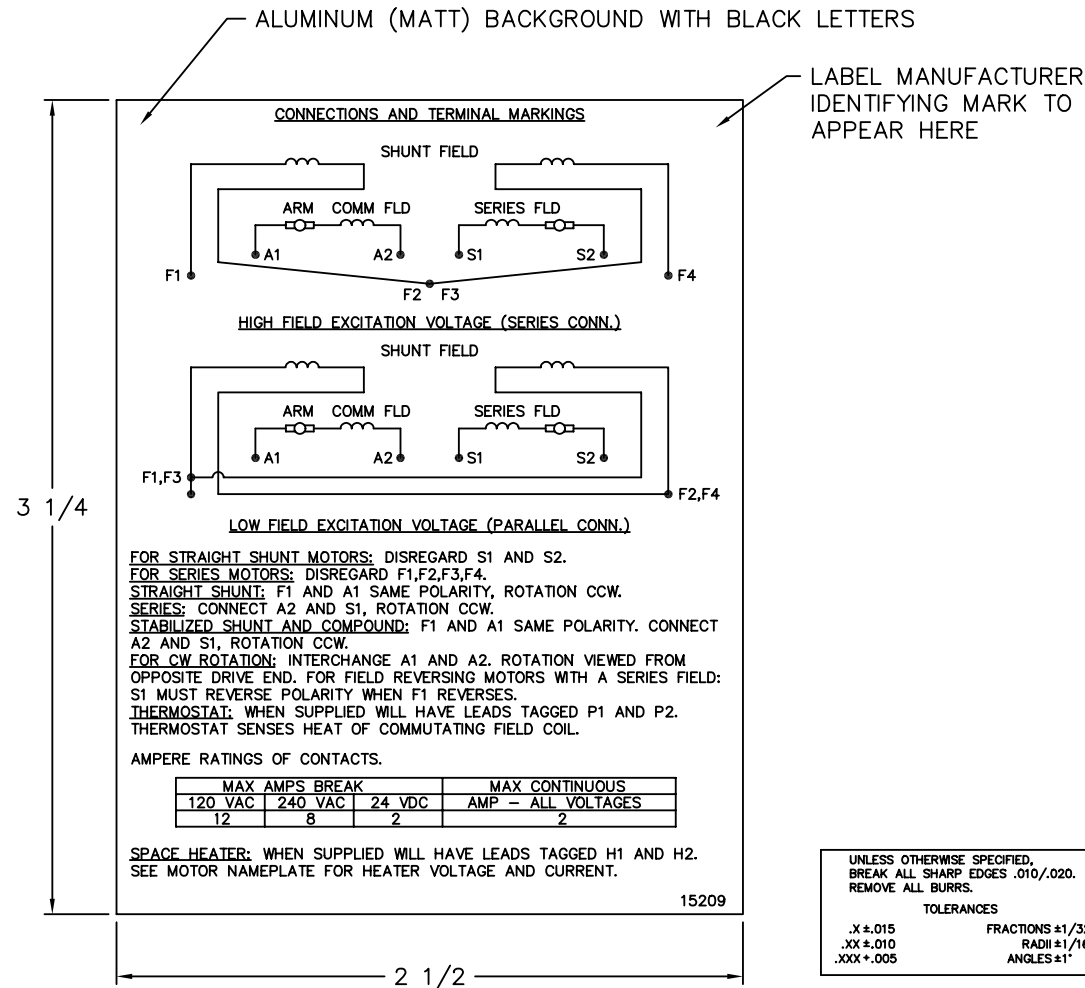 ALUMINUM (MATT) BACKGROUND WITH BLACK LETTERS
LABEL MANUFACTURER
IDENTIFYING MARK TO
APPEAR HERE
CONNECTIONS AND TERMINAL MARKINGS
SHUNT FIELD
ARM COMM FLD SERIES FLD
A1 A2 S1 S2
F1 F4
F2 F3
HIGH FIELD EXCITATION VOLTAGE (SERIES CONN.)
SHUNT FIELD
ARM COMM FLD SERIES FLD
A1 A2 S1 S2
F1,F3
F2,F4
3 1/4
LOW FIELD EXCITATION VOLTAGE (PARALLEL CONN.)
FOR STRAIGHT SHUNT MOTORS: DISREGARD S1 AND S2.
FOR SERIES MOTORS: DISREGARD F1,F2,F3,F4.
STRAIGHT SHUNT: F1 AND A1 SAME POLARITY, ROTATION CCW.
SERIES: CONNECT A2 AND S1, ROTATION CCW.
STABILIZED SHUNT AND COMPOUND: F1 AND A1 SAME POLARITY. CONNECT
A2 AND S1, ROTATION CCW.
FOR CW ROTATION: INTERCHANGE A1 AND A2. ROTATION VIEWED FROM
OPPOSITE DRIVE END. FOR FIELD REVERSING MOTORS WITH A SERIES FIELD:
S1 MUST REVERSE POLARITY WHEN F1 REVERSES.
THERMOSTAT: WHEN SUPPLIED WILL HAVE LEADS TAGGED P1 AND P2.
THERMOSTAT SENSES HEAT OF COMMUTATING FIELD COIL.
AMPERE RATINGS OF CONTACTS.
MAX AMPS BREAK MAX CONTINUOUS
120 VAC 240 VAC 24 VDC AMP – ALL VOLTAGES
12 8 2 2
SPACE HEATER: WHEN SUPPLIED WILL HAVE LEADS TAGGED H1 AND H2.
SEE MOTOR NAMEPLATE FOR HEATER VOLTAGE AND CURRENT.
15209
2 1/2
UNLESS OTHERWISE SPECIFIED,
BREAK ALL SHARP EDGES .010/.020.
REMOVE ALL BURRS.
TOLERANCES
.X ±.015 FRACTIONS ±1/32
.XX ±.010 RADII ±1/16
.XXX +.005 ANGLES ±1°